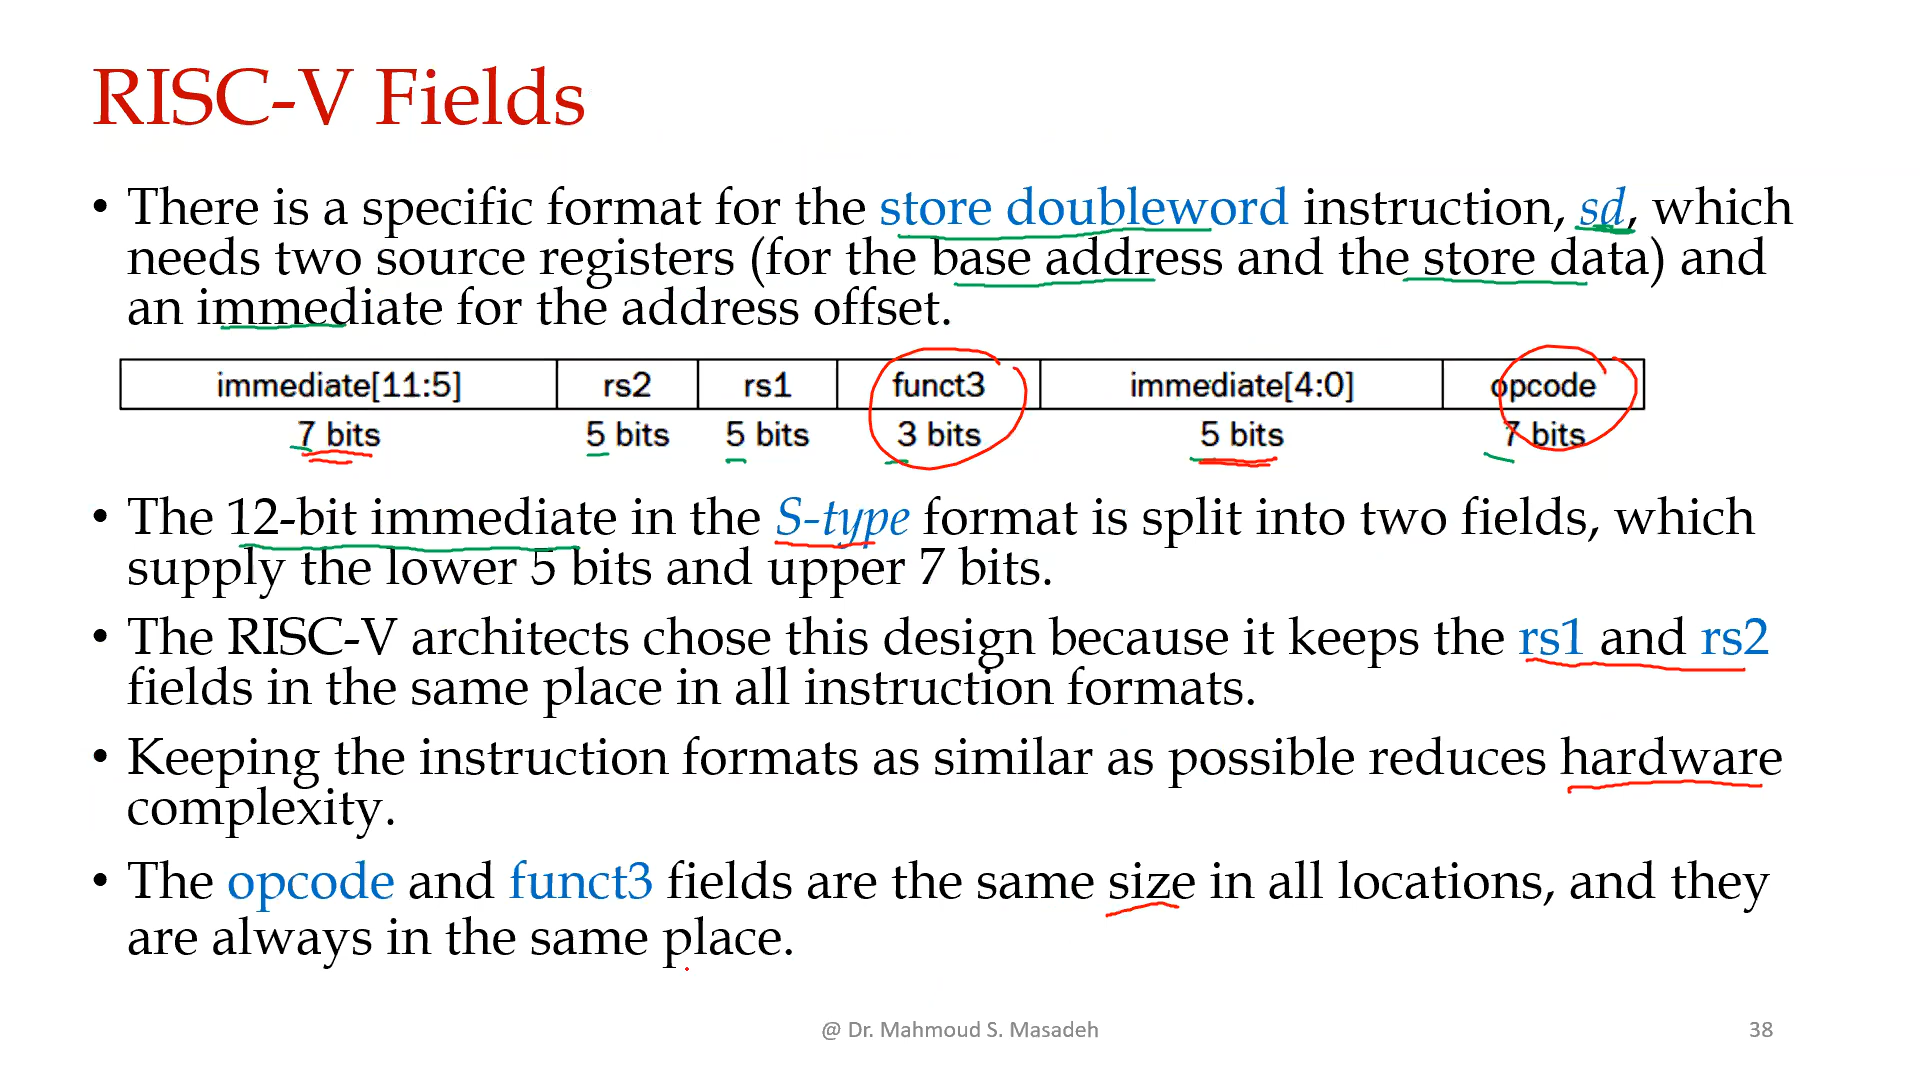 RISC-V Fields
• There is a specific format for the store doubleword instruction, sd, which
needs two source registers (for the base address and the store data) and
an immediate for the address offset.
immediate[11:5] rs2 rs1 funct3 immediate[4:0] opcode
7 bits 5 bits 5 bits 3 bits 5 bits 7 bits
• The 12-bit immediate in the S-type format is split into two fields, which
supply the lower 5 bits and upper 7 bits.
• The RISC-V architects chose this design because it keeps the rs1 and rs2
fields in the same place in all instruction formats.
• Keeping the instruction formats as similar as possible reduces hardware
complexity.
• The opcode and funct3 fields are the same size in all locations, and they
are always in the same place.
@ Dr. Mahmoud S. Masadeh 38